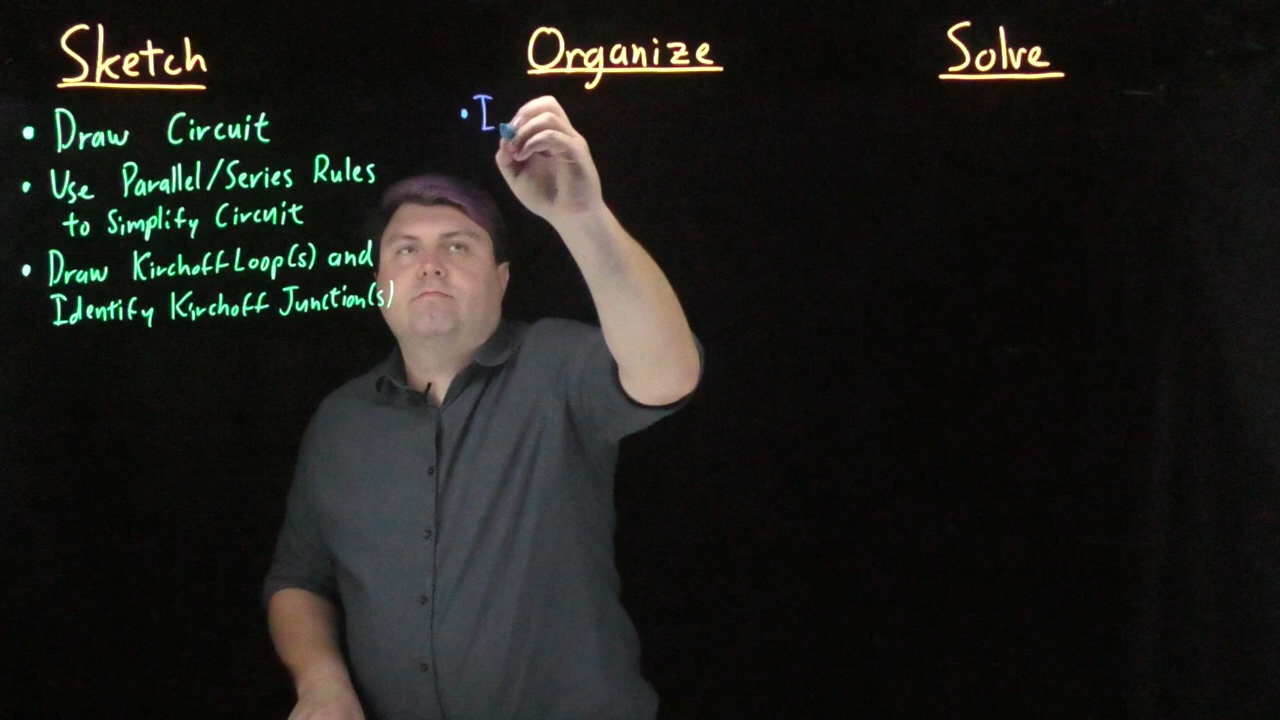 Sketch
• Draw Circuit
• Use Parallel/Series Rules
to Simplify Circuit
• Draw Kirchoff Loop(s) and
Identify Kirchoff Junction(s)
Organize
• I
Solve